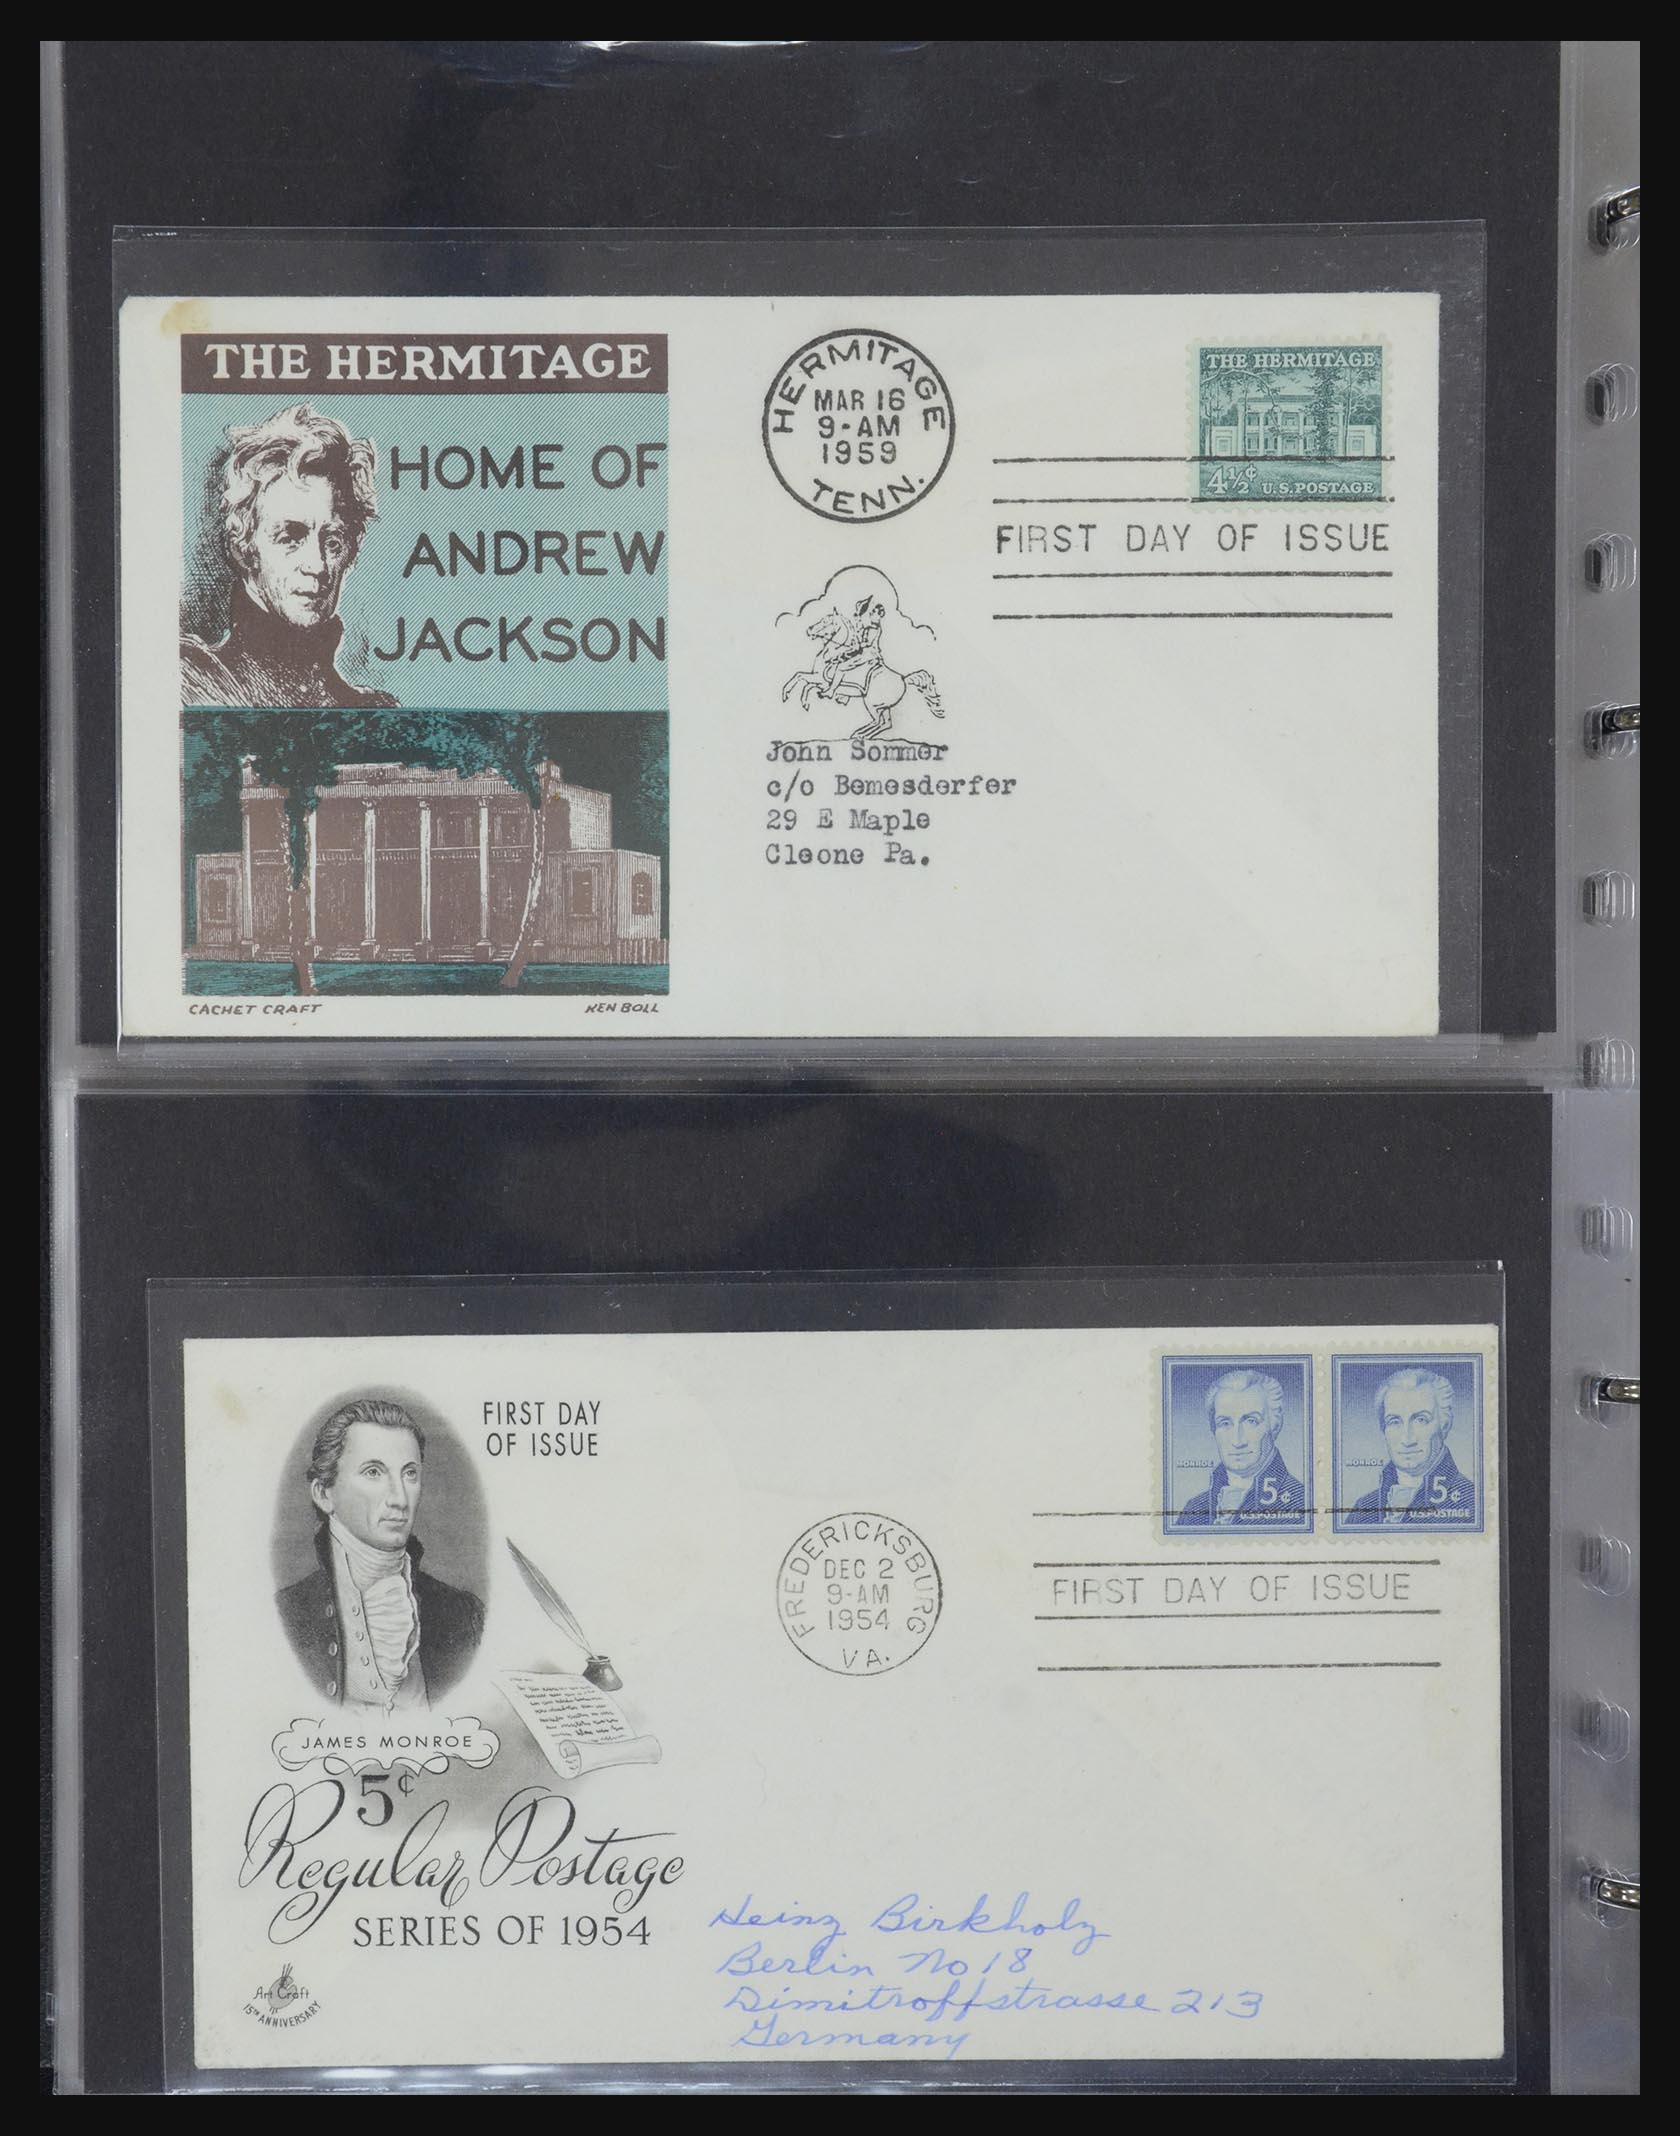 THE HERMITAGE
HOME OF
ANDREW
JACKSON
CACHET CRAFT KEN BOLL
HERMITAGE
MAR 16
9-AM
1959
TENN.
THE HERMITAGE
4½¢ U.S. POSTAGE
FIRST DAY OF ISSUE
John Sommer
c/o Bemesderfer
29 E Maple
Cleone Pa.
FIRST DAY
OF ISSUE
JAMES MONROE
5¢
Regular Postage
SERIES OF 1954
Art Craft
15TH ANNIVERSARY
FREDERICKSBURG
DEC 2
9-AM
1954
VA.
MONROE
5¢
U.S.POSTAGE
MONROE
5¢
U.S.POSTAGE
FIRST DAY OF ISSUE
Heinz Birkholz
Berlin No 18
Dimitroffstrasse 213
Germany